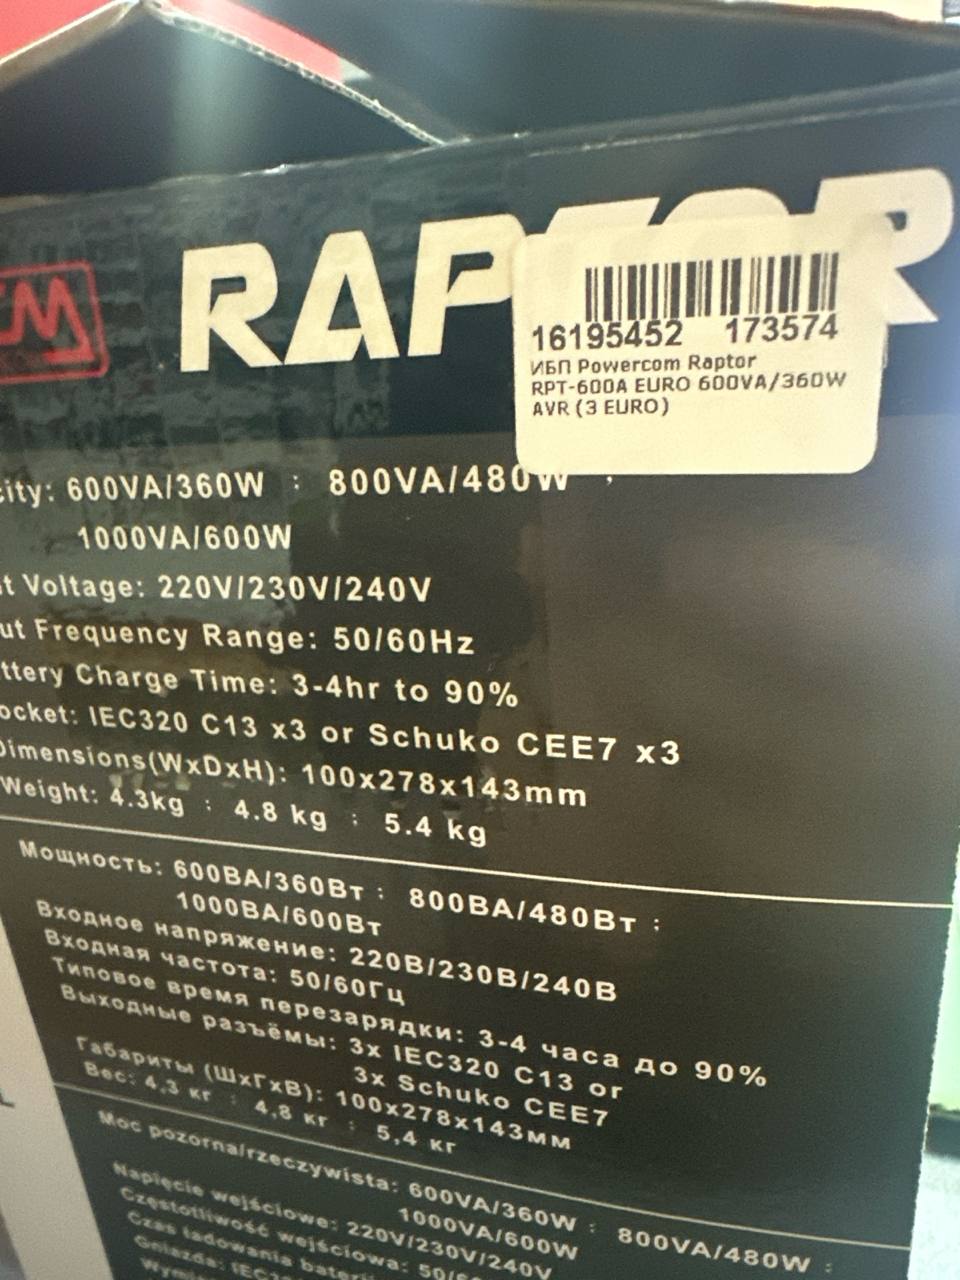 RAPTOR
16195452 173574
ИБП Powercom Raptor
RPT-600A EURO 600VA/360W
AVR (3 EURO)
city: 600VA/360W ; 800VA/480W ;
1000VA/600W
t Voltage: 220V/230V/240V
ut Frequency Range: 50/60Hz
ttery Charge Time: 3-4hr to 90%
ocket: IEC320 C13 x3 or Schuko CEE7 x3
Dimensions(WxDxH): 100x278x143mm
Weight: 4.3kg ; 4.8 kg ; 5.4 kg
Мощность: 600ВА/360Вт ; 800ВА/480Вт ;
1000ВА/600Вт
Входное напряжение: 220В/230В/240В
Входная частота: 50/60Гц
Типовое время перезарядки: 3-4 часа до 90%
Выходные разъёмы: 3x IEC320 C13 or
3x Schuko CEE7
Габариты (ШхГхВ): 100x278x143мм
Вес: 4,3 кг ; 4,8 кг ; 5,4 кг
Moc pozorna/rzeczywista: 600VA/360W ; 800VA/480W ;
1000VA/600W
Napięcie wejściowe: 220V/230V/240V
Częstotliwość wejściowa: 50/6
Czas ładowania bateri
Gniazda: IEC3
Wymia